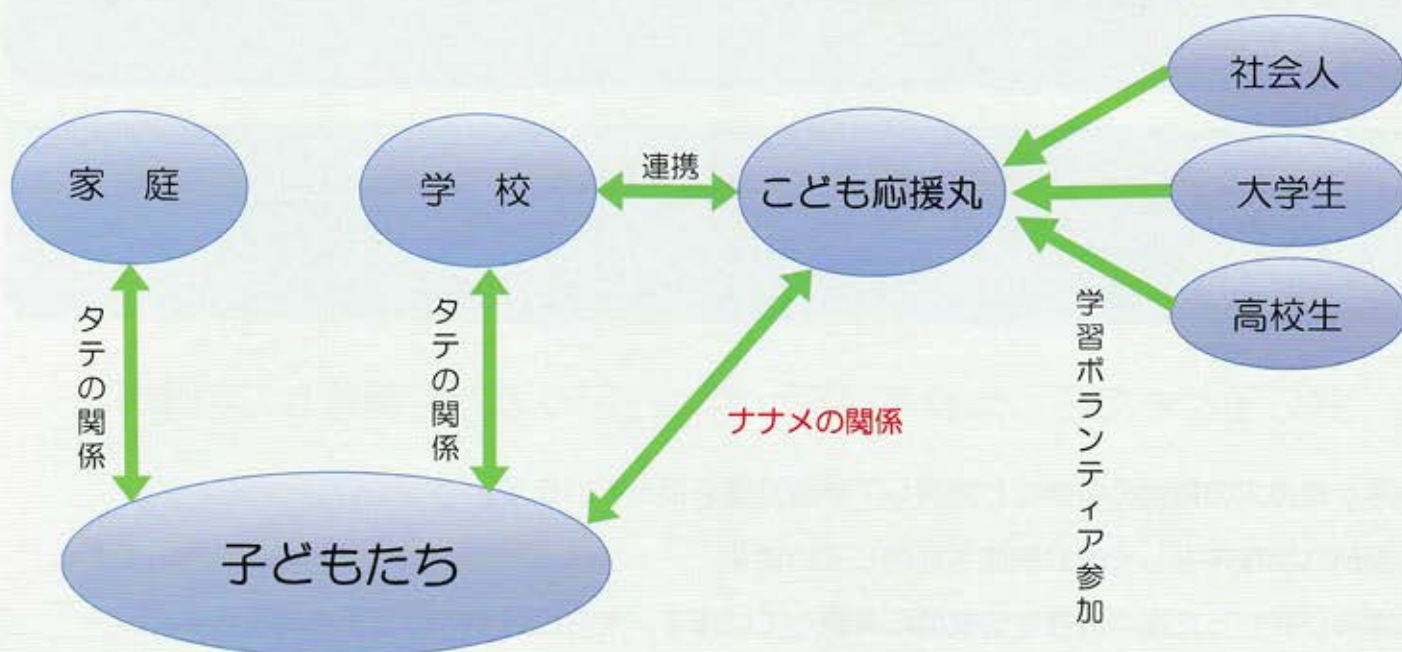 社会人
家　庭
学　校
連携
こども応援丸
大学生
高校生
タテの関係
タテの関係
ナナメの関係
学習ボランティア参加
子どもたち